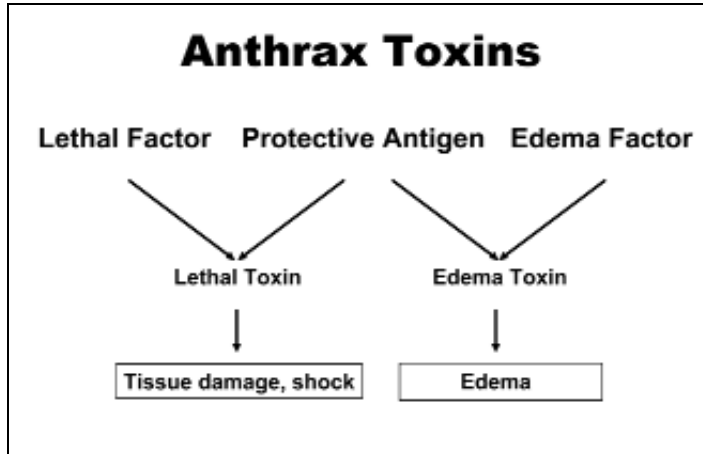 Anthrax Toxins
Lethal Factor Protective Antigen Edema Factor
Lethal Toxin Edema Toxin
Tissue damage, shock Edema